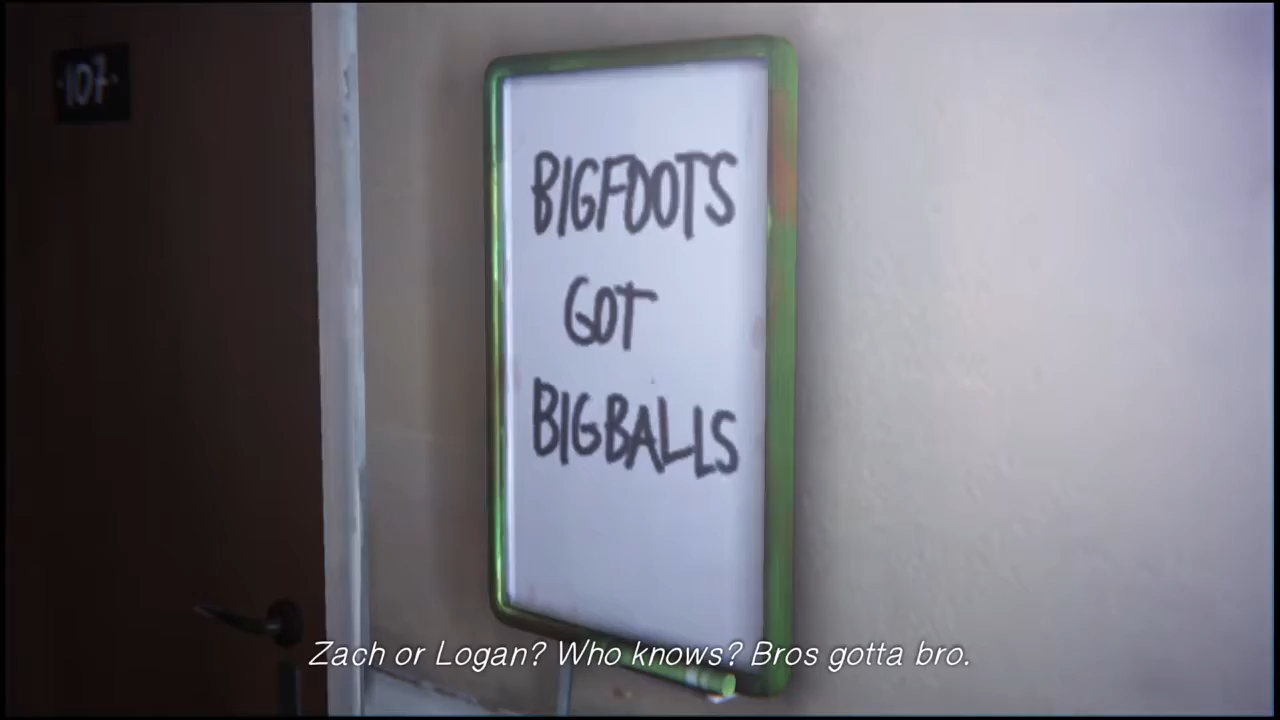 107
BIGFOOTS
GOT
BIGBALLS
Zach or Logan? Who knows? Bros gotta bro.